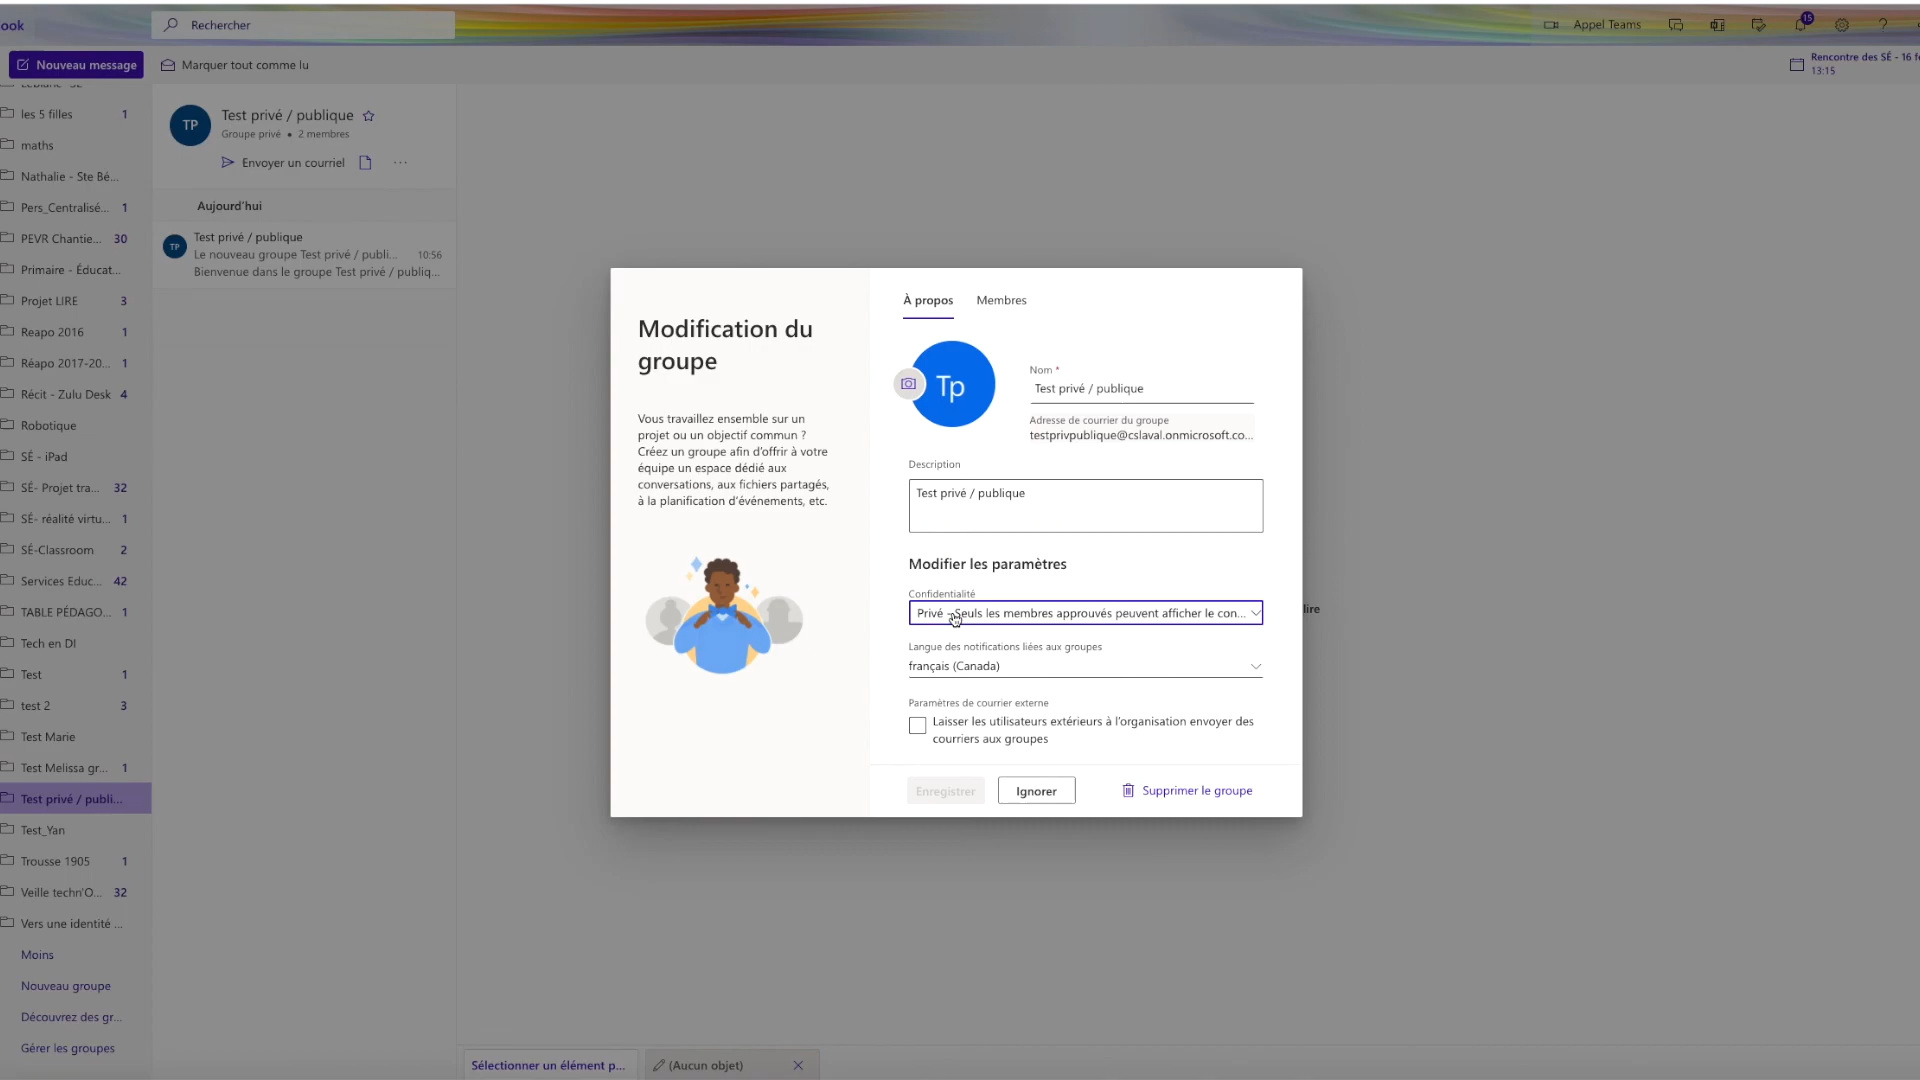 ook
Rechercher
Appel Teams
15
Nouveau message
Marquer tout comme lu
Rencontre des SÉ - 16 fe
13:15
les 5 filles 1
maths
Nathalie - Ste Bé...
Pers_Centralisé... 1
PEVR Chantie... 30
Primaire - Éducat...
Projet LIRE 3
Reapo 2016 1
Réapo 2017-20... 1
Récit - Zulu Desk 4
Robotique
SÉ - iPad
SÉ- Projet tra... 32
SÉ- réalité virtu... 1
SÉ-Classroom 2
Services Educ... 42
TABLE PÉDAGO... 1
Tech en DI
Test 1
test 2 3
Test Marie
Test Melissa gr... 1
Test privé / publi...
Test_Yan
Trousse 1905 1
Veille techn'O... 32
Vers une identité ...
Moins
Nouveau groupe
Découvrez des gr...
Gérer les groupes
TP
Test privé / publique
Groupe privé • 2 membres
Envoyer un courriel
Aujourd'hui
TP
Test privé / publique
Le nouveau groupe Test privé / publi... 10:56
Bienvenue dans le groupe Test privé / publiq...
Modification du
groupe
Vous travaillez ensemble sur un
projet ou un objectif commun ?
Créez un groupe afin d'offrir à votre
équipe un espace dédié aux
conversations, aux fichiers partagés,
à la planification d'événements, etc.
À propos Membres
Tp
Nom *
Test privé / publique
Adresse de courrier du groupe
testprivpublique@cslaval.onmicrosoft.co...
Description
Test privé / publique
Modifier les paramètres
Confidentialité
Privé - Seuls les membres approuvés peuvent afficher le con...
Langue des notifications liées aux groupes
français (Canada)
Paramètres de courrier externe
Laisser les utilisateurs extérieurs à l'organisation envoyer des
courriers aux groupes
Enregistrer Ignorer Supprimer le groupe
lire
Sélectionner un élément p... (Aucun objet)